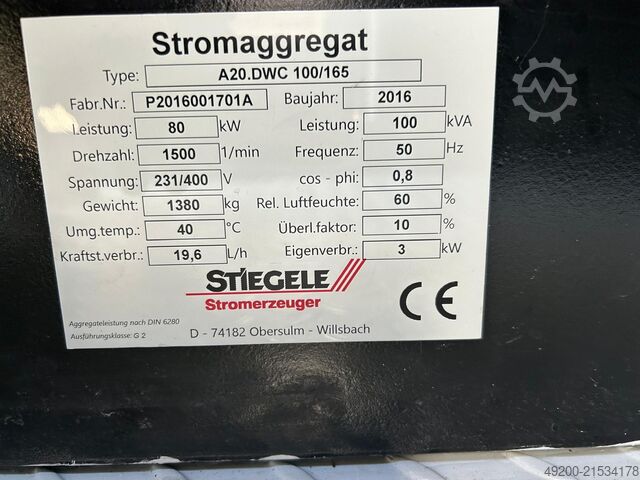 Stromaggregat
Type: A20.DWC 100/165
Fabr.Nr.: P2016001701A Baujahr: 2016
Leistung: 80 kW Leistung: 100 kVA
Drehzahl: 1500 1/min Frequenz: 50 Hz
Spannung: 231/400 V cos - phi: 0,8
Gewicht: 1380 kg Rel. Luftfeuchte: 60 %
Umg.temp.: 40 °C Überl.faktor: 10 %
Kraftst.verbr.: 19,6 L/h Eigenverbr.: 3 kW
STIEGELE
Stromerzeuger
CE
Aggregateleistung nach DIN 6280
Ausführungsklasse: G 2
D - 74182 Obersulm - Willsbach
49200-21534178